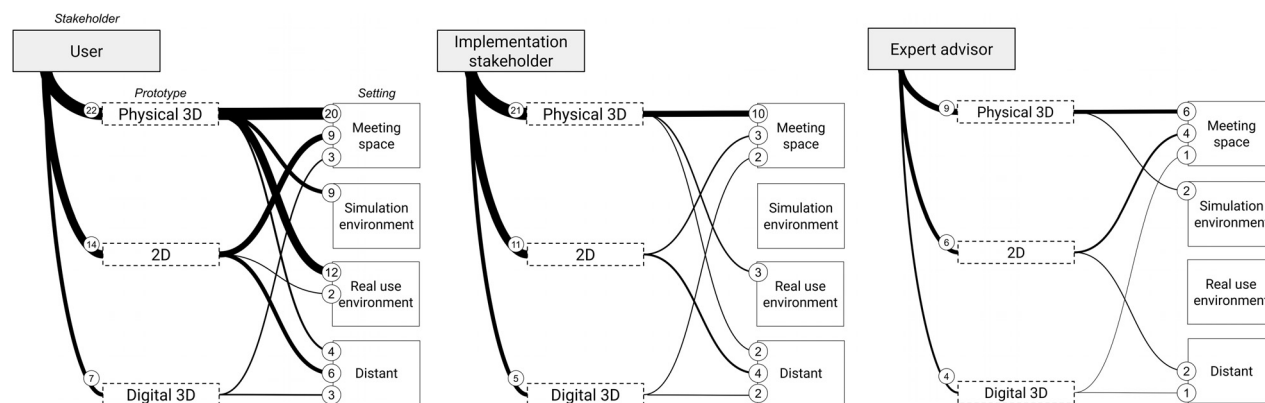 Stakeholder
User
Prototype
Setting
22
Physical 3D
20
9
Meeting
space
3
9
Simulation
environment
14
2D
12
Real use
2
environment
4
7
6
Distant
Digital 3D
3
Implementation
stakeholder
21
Physical 3D
10
3
Meeting
space
2
Simulation
environment
11
2D
3
Real use
environment
2
5
4
Distant
Digital 3D
2
Expert advisor
9
Physical 3D
6
4
Meeting
space
1
2
Simulation
environment
6
2D
Real use
environment
4
2
Distant
Digital 3D
1